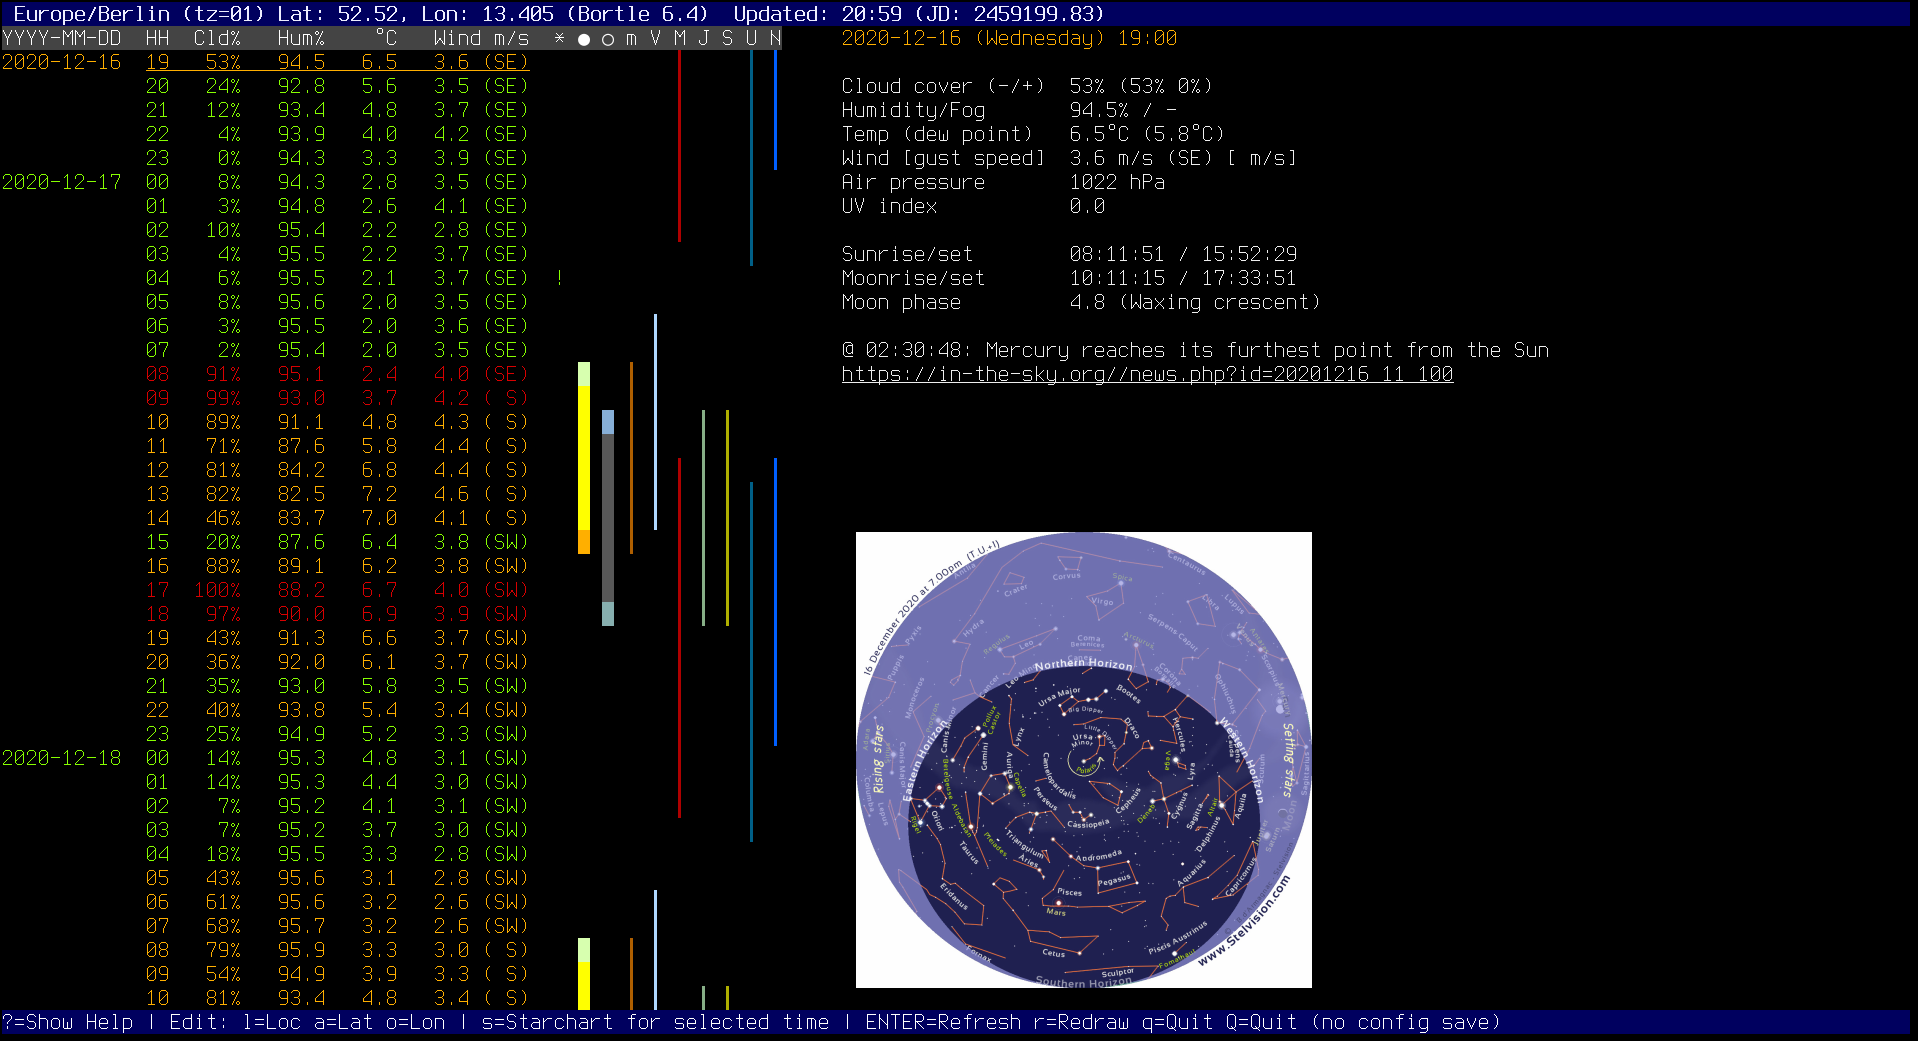 Europe/Berlin (tz=01) Lat: 52.52, Lon: 13.405 (Bortle 6.4)  Updated: 20:59 (JD: 2459199.83)
YYYY-MM-DD  HH  Cld%  Hum%  °C  Wind m/s  * ● ○ m V M J S U N
2020-12-16  19  53%  94.5  6.5  3.6 (SE)
20  24%  92.8  5.6  3.5 (SE)
21  12%  93.4  4.8  3.7 (SE)
22  4%  93.9  4.0  4.2 (SE)
23  0%  94.3  3.3  3.9 (SE)
2020-12-17  00  8%  94.3  2.8  3.5 (SE)
01  3%  94.8  2.6  4.1 (SE)
02  10%  95.4  2.2  2.8 (SE)
03  4%  95.5  2.2  3.7 (SE)
04  6%  95.5  2.1  3.7 (SE)  !
05  8%  95.6  2.0  3.5 (SE)
06  3%  95.5  2.0  3.6 (SE)
07  2%  95.4  2.0  3.5 (SE)
08  91%  95.1  2.4  4.0 (SE)
09  99%  93.0  3.7  4.2 ( S)
10  89%  91.1  4.8  4.3 ( S)
11  71%  87.6  5.8  4.4 ( S)
12  81%  84.2  6.8  4.4 ( S)
13  82%  82.5  7.2  4.6 ( S)
14  46%  83.7  7.0  4.1 ( S)
15  20%  87.6  6.4  3.8 (SW)
16  88%  89.1  6.2  3.8 (SW)
17  100%  88.2  6.7  4.0 (SW)
18  97%  90.0  6.9  3.9 (SW)
19  43%  91.3  6.6  3.7 (SW)
20  36%  92.0  6.1  3.7 (SW)
21  35%  93.0  5.8  3.5 (SW)
22  40%  93.8  5.4  3.4 (SW)
23  25%  94.9  5.2  3.3 (SW)
2020-12-18  00  14%  95.3  4.8  3.1 (SW)
01  14%  95.3  4.4  3.0 (SW)
02  7%  95.2  4.1  3.1 (SW)
03  7%  95.2  3.7  3.0 (SW)
04  18%  95.5  3.3  2.8 (SW)
05  43%  95.6  3.1  2.8 (SW)
06  61%  95.6  3.2  2.6 (SW)
07  68%  95.7  3.2  2.6 (SW)
08  79%  95.9  3.3  3.0 ( S)
09  54%  94.9  3.9  3.3 ( S)
10  81%  93.4  4.8  3.4 ( S)
2020-12-16 (Wednesday) 19:00
Cloud cover (-/+)  53% (53% 0%)
Humidity/Fog  94.5% / -
Temp (dew point)  6.5°C (5.8°C)
Wind [gust speed]  3.6 m/s (SE) [ m/s]
Air pressure  1022 hPa
UV index  0.0
Sunrise/set  08:11:51 / 15:52:29
Moonrise/set  10:11:15 / 17:33:51
Moon phase  4.8 (Waxing crescent)
@ 02:30:48: Mercury reaches its furthest point from the Sun
https://in-the-sky.org//news.php?id=20201216_11_100
16 December 2020 at 7:00pm (T.U.+1)
Antlia
Corvus
Spica
Centaurus
Crater
Virgo
Libra
Lupus
Hydra
Pyxis
Regulus
Leo
Coma Berenices
Arcturus
Serpens Caput
Scorpius
Puppis
Northern Horizon
Cancer
Leo Minor
Corona
Ophiuchus
Monoceros
Ursa Major
Bootes
Big Dipper
Pollux
Castor
Lynx
Little Dipper
Ursa Minor
Draco
Hercules
Canis Minor
Gemini
Auriga
Camelopardalis
Polaris
Vega
Lyra
Rising stars
Eastern Horizon
Western Horizon
Setting stars
Canis Major
Lepus
Columba
Betelgeuse
Capella
Perseus
Cepheus
Cassiopeia
Deneb
Cygnus
Sagitta
Altair
Aquila
Delphinus
Orion
Rigel
Aldebaran
Taurus
Pleiades
Triangulum
Aries
Andromeda
Pegasus
Pisces
Mars
Aquarius
Capricornus
Eridanus
Cetus
Fornax
Sculptor
Piscis Austrinus
Fomalhaut
Southern Horizon
www.Stelvision.com
?=Show Help | Edit: l=Loc a=Lat o=Lon | s=Starchart for selected time | ENTER=Refresh r=Redraw q=Quit Q=Quit (no config save)